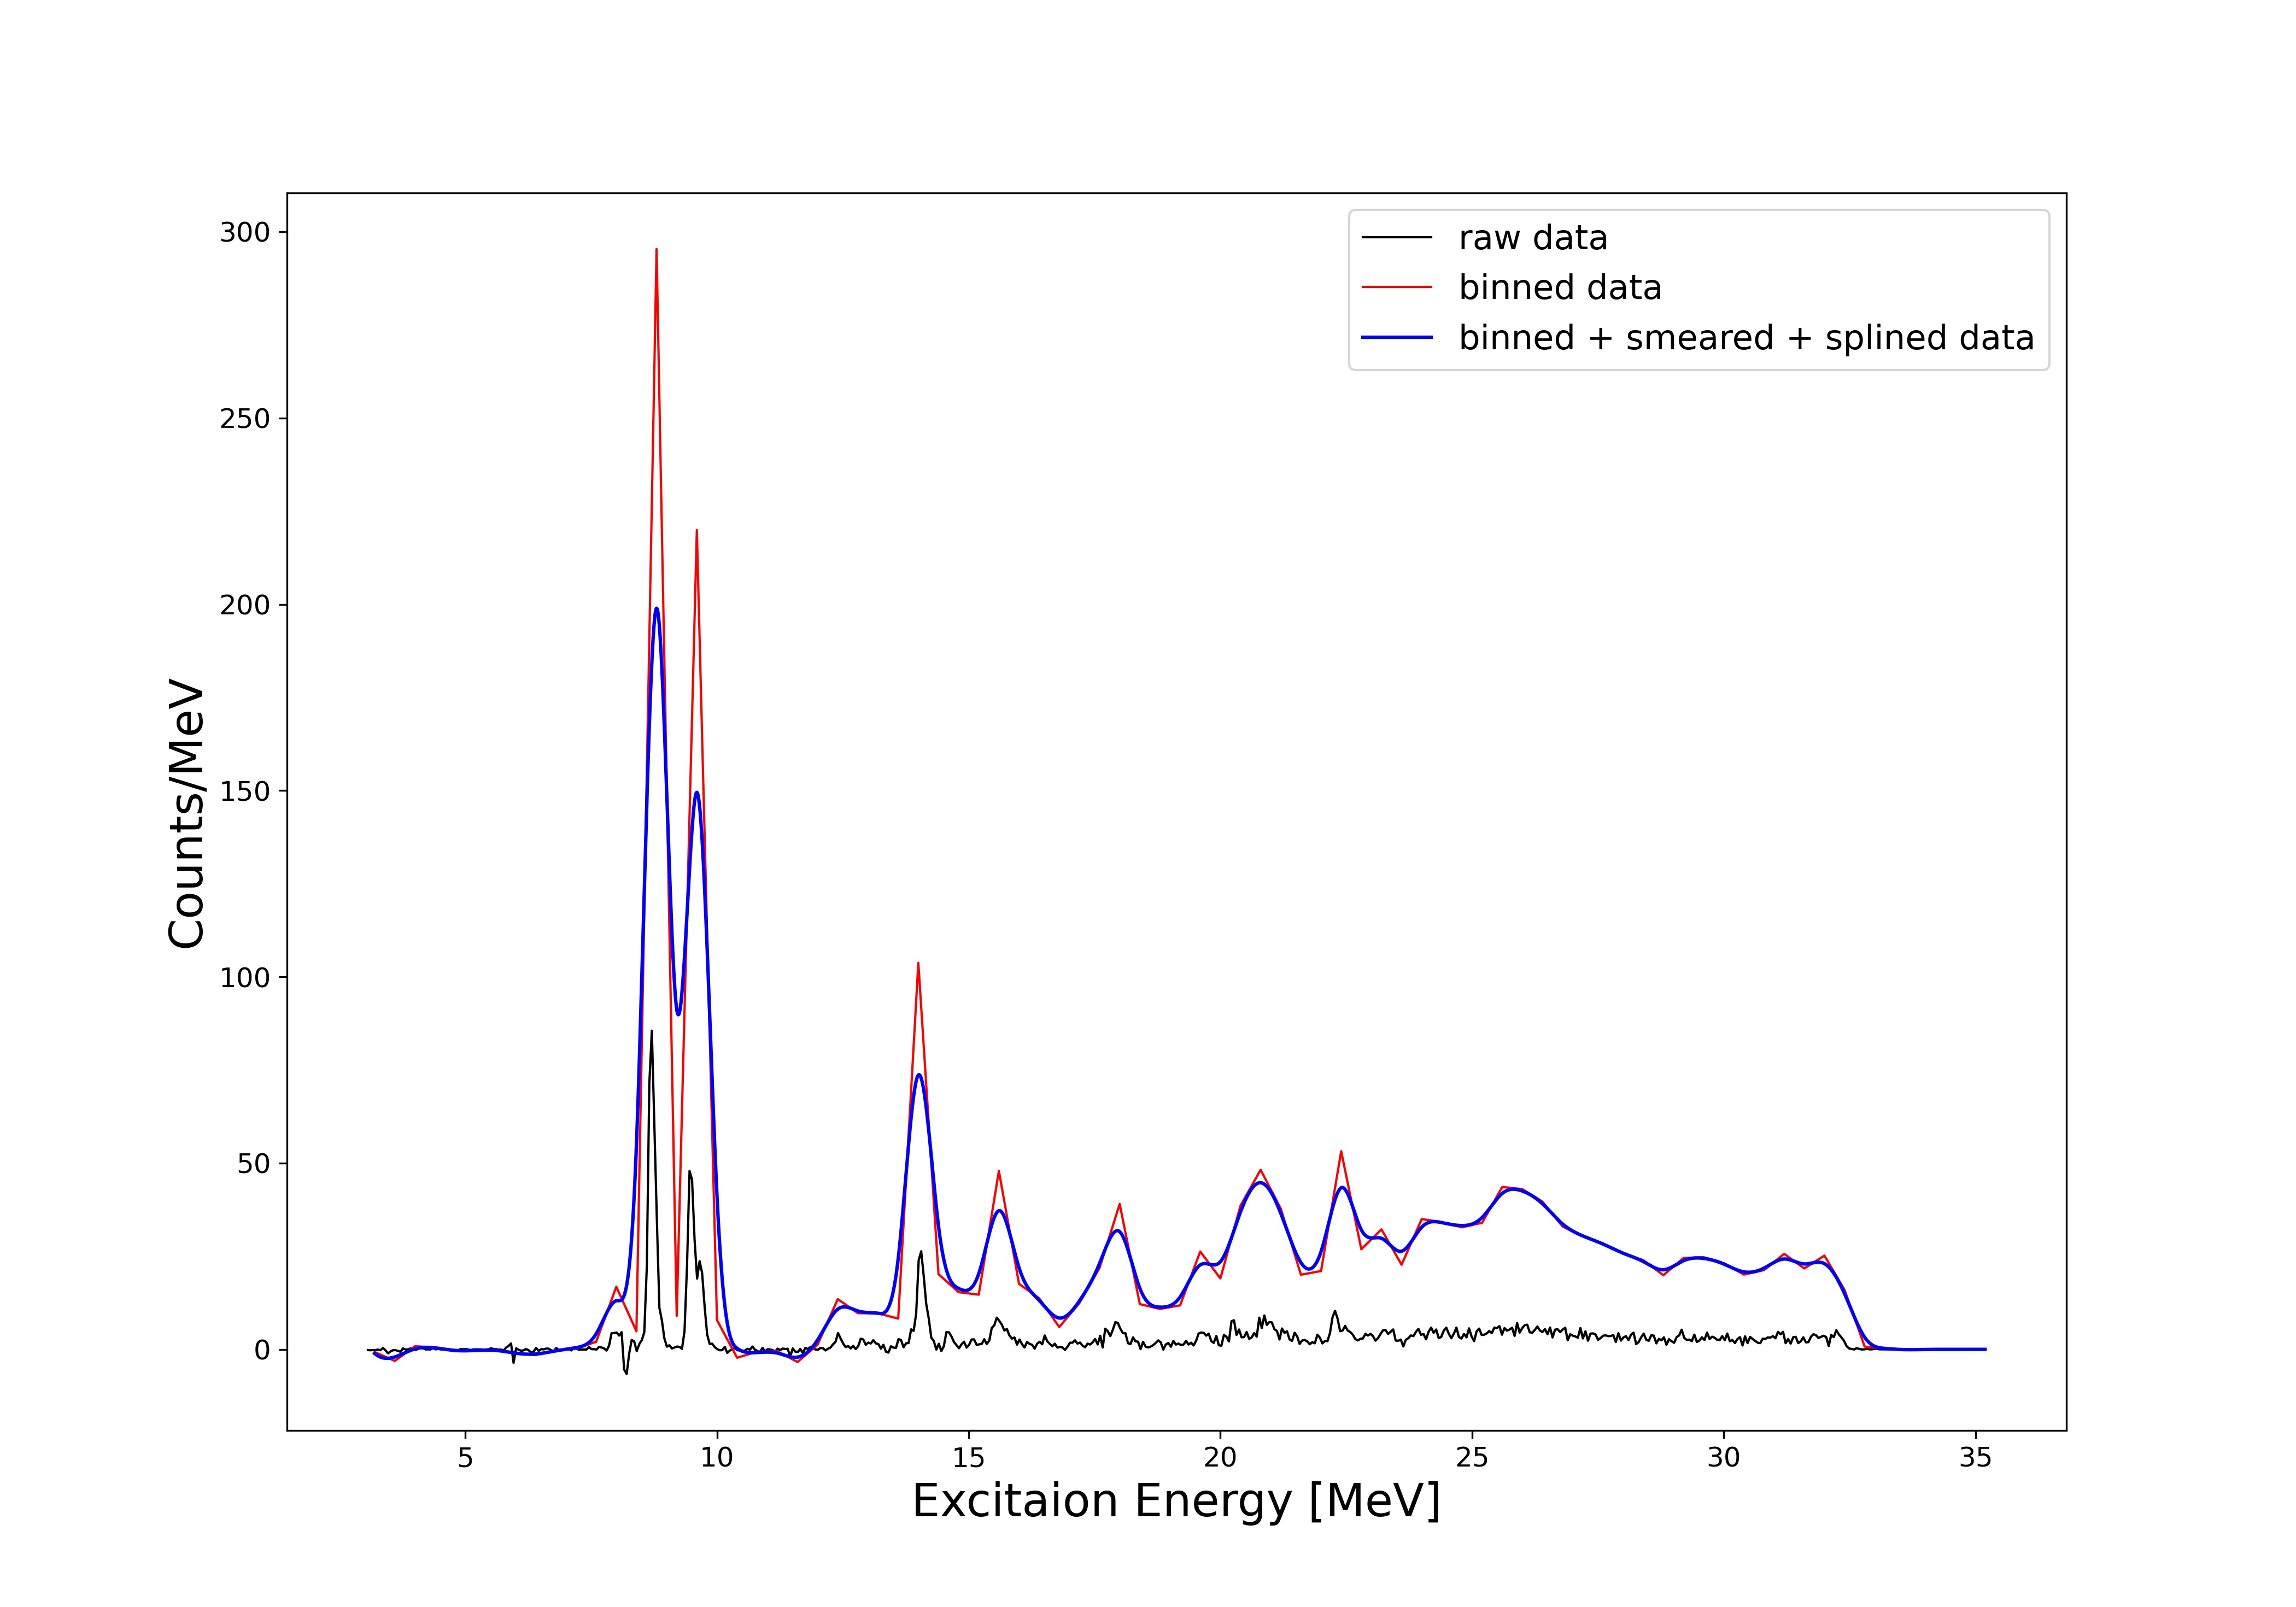 300
250
200
150
100
50
0
Counts/MeV
raw data
binned data
binned + smeared + splined data
5 10 15 20 25 30 35
Excitaion Energy [MeV]